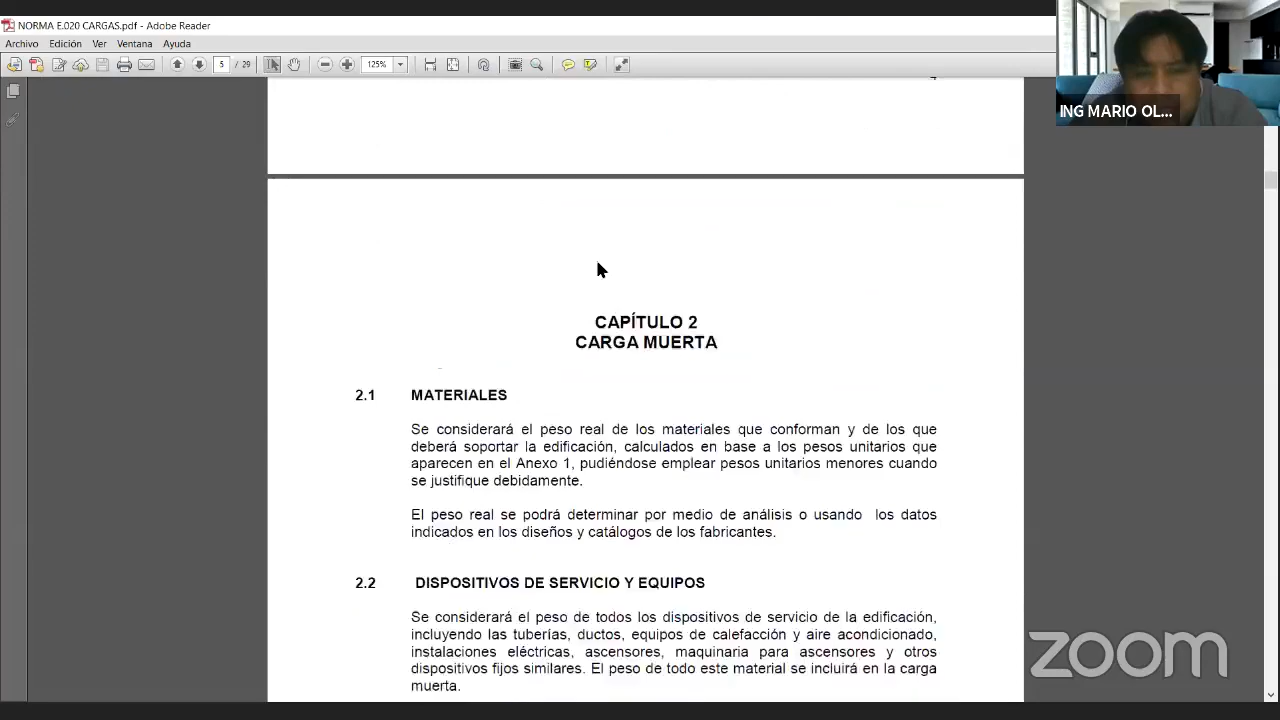 NORMA E.020 CARGAS.pdf - Adobe Reader
Archivo Edición Ver Ventana Ayuda
5 / 29 125%
ING MARIO OL...
CAPÍTULO 2
CARGA MUERTA
2.1 MATERIALES
Se considerará el peso real de los materiales que conforman y de los que
deberá soportar la edificación, calculados en base a los pesos unitarios que
aparecen en el Anexo 1, pudiéndose emplear pesos unitarios menores cuando
se justifique debidamente.
El peso real se podrá determinar por medio de análisis o usando los datos
indicados en los diseños y catálogos de los fabricantes.
2.2 DISPOSITIVOS DE SERVICIO Y EQUIPOS
Se considerará el peso de todos los dispositivos de servicio de la edificación,
incluyendo las tuberías, ductos, equipos de calefacción y aire acondicionado,
instalaciones eléctricas, ascensores, maquinaria para ascensores y otros
dispositivos fijos similares. El peso de todo este material se incluirá en la carga
muerta.
zoom